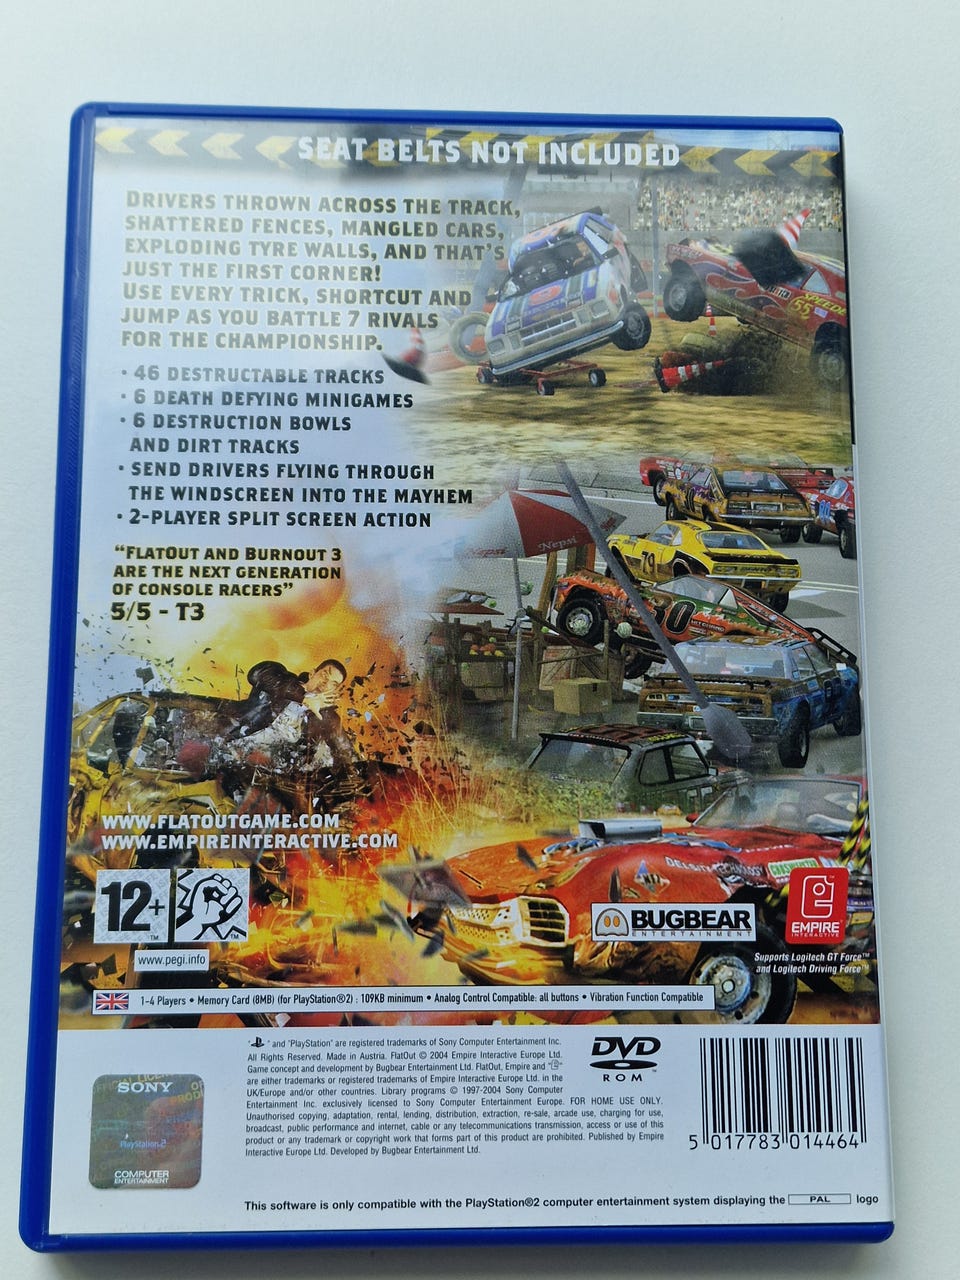 SEAT BELTS NOT INCLUDED
DRIVERS THROWN ACROSS THE TRACK,
SHATTERED FENCES, MANGLED CARS,
EXPLODING TYRE WALLS, AND THAT'S
JUST THE FIRST CORNER!
USE EVERY TRICK, SHORTCUT AND
JUMP AS YOU BATTLE 7 RIVALS
FOR THE CHAMPIONSHIP.
• 46 DESTRUCTABLE TRACKS
• 6 DEATH DEFYING MINIGAMES
• 6 DESTRUCTION BOWLS
AND DIRT TRACKS
• SEND DRIVERS FLYING THROUGH
THE WINDSCREEN INTO THE MAYHEM
• 2-PLAYER SPLIT SCREEN ACTION
"FLATOUT AND BURNOUT 3
ARE THE NEXT GENERATION
OF CONSOLE RACERS"
5/5 - T3
SPEED
55
Nepsi
Nepsi
79
80
WWW.FLATOUTGAME.COM
WWW.EMPIREINTERACTIVE.COM
12+™
™
www.pegi.info
BUGBEAR
ENTERTAINMENT
EMPIRE
INTERACTIVE
Supports Logitech GT Force™
and Logitech Driving Force™
1-4 Players • Memory Card (8MB) (for PlayStation®2) : 109KB minimum • Analog Control Compatible: all buttons • Vibration Function Compatible
" " and "PlayStation" are registered trademarks of Sony Computer Entertainment Inc.
All Rights Reserved. Made in Austria. FlatOut © 2004 Empire Interactive Europe Ltd.
Game concept and development by Bugbear Entertainment Ltd. FlatOut, Empire and " "
are either trademarks or registered trademarks of Empire Interactive Europe Ltd. in the
UK/Europe and/or other countries. Library programs © 1997-2004 Sony Computer
Entertainment Inc. exclusively licensed to Sony Computer Entertainment Europe. FOR HOME USE ONLY.
Unauthorised copying, adaptation, rental, lending, distribution, extraction, re-sale, arcade use, charging for use,
broadcast, public performance and internet, cable or any telecommunications transmission, access or use of this
product or any trademark or copyright work that forms part of this product are prohibited. Published by Empire
Interactive Europe Ltd. Developed by Bugbear Entertainment Ltd.
DVD
ROM
SONY
PlayStation.2
COMPUTER
ENTERTAINMENT
5 017783 014464
This software is only compatible with the PlayStation®2 computer entertainment system displaying the PAL logo